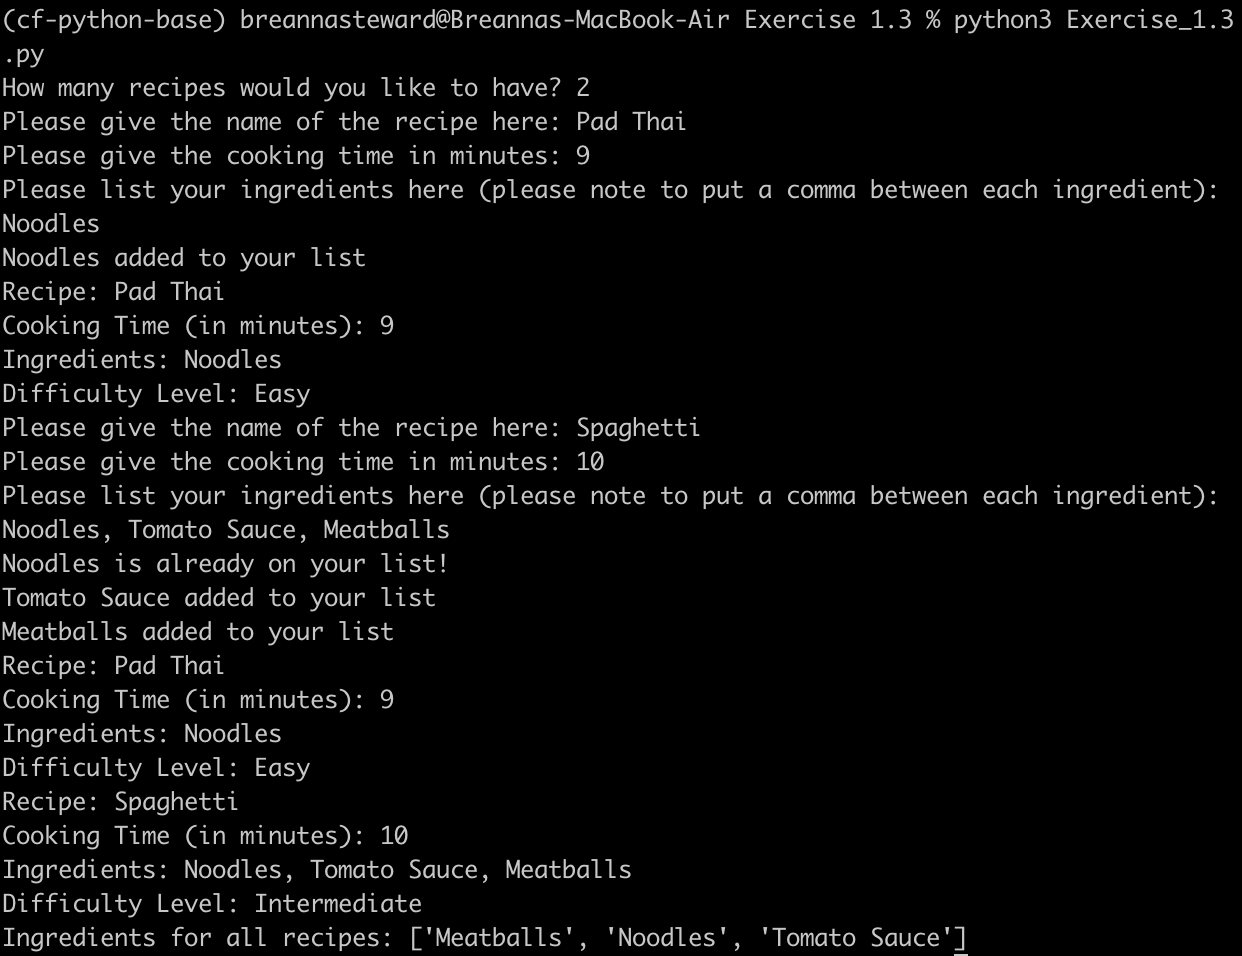 (cf-python-base) breannasteward@Breannas-MacBook-Air Exercise 1.3 % python3 Exercise_1.3
.py
How many recipes would you like to have? 2
Please give the name of the recipe here: Pad Thai
Please give the cooking time in minutes: 9
Please list your ingredients here (please note to put a comma between each ingredient):
Noodles
Noodles added to your list
Recipe: Pad Thai
Cooking Time (in minutes): 9
Ingredients: Noodles
Difficulty Level: Easy
Please give the name of the recipe here: Spaghetti
Please give the cooking time in minutes: 10
Please list your ingredients here (please note to put a comma between each ingredient):
Noodles, Tomato Sauce, Meatballs
Noodles is already on your list!
Tomato Sauce added to your list
Meatballs added to your list
Recipe: Pad Thai
Cooking Time (in minutes): 9
Ingredients: Noodles
Difficulty Level: Easy
Recipe: Spaghetti
Cooking Time (in minutes): 10
Ingredients: Noodles, Tomato Sauce, Meatballs
Difficulty Level: Intermediate
Ingredients for all recipes: ['Meatballs', 'Noodles', 'Tomato Sauce']